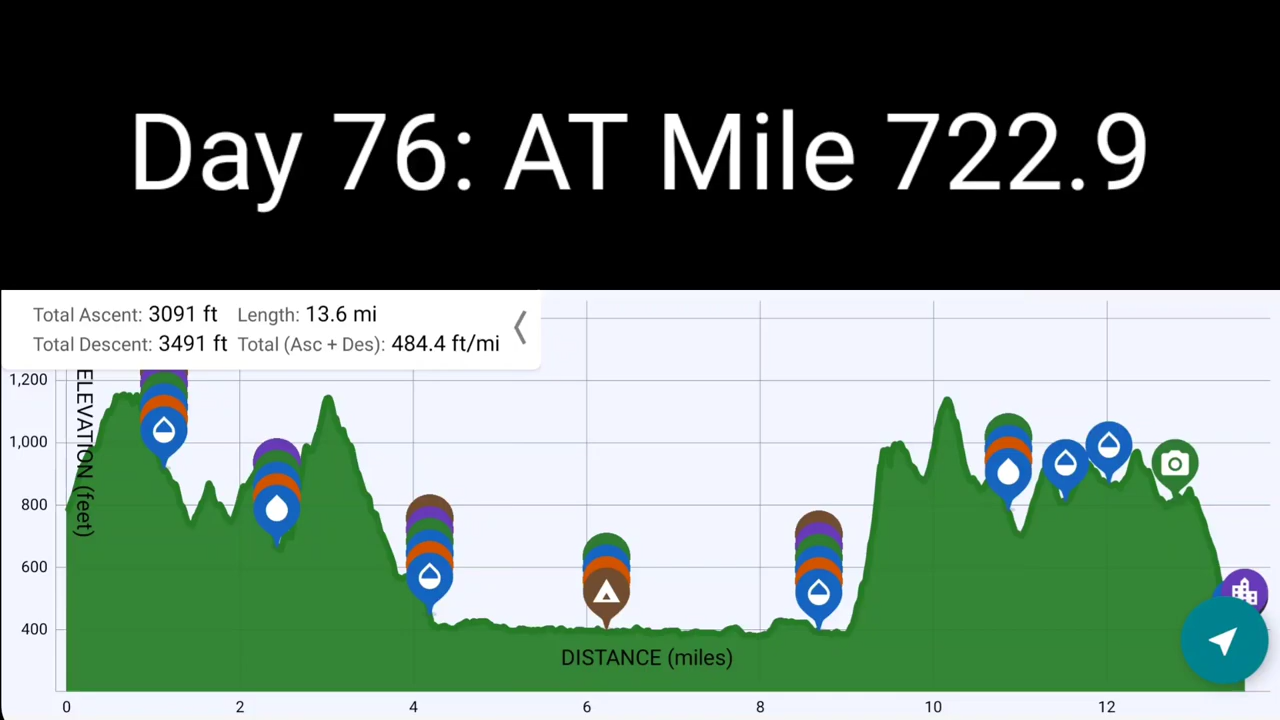 Day 76: AT Mile 722.9
Total Ascent: 3091 ft Length: 13.6 mi
Total Descent: 3491 ft Total (Asc + Des): 484.4 ft/mi
1,200
1,000
800
600
400
ELEVATION (feet)
DISTANCE (miles)
0 2 4 6 8 10 12